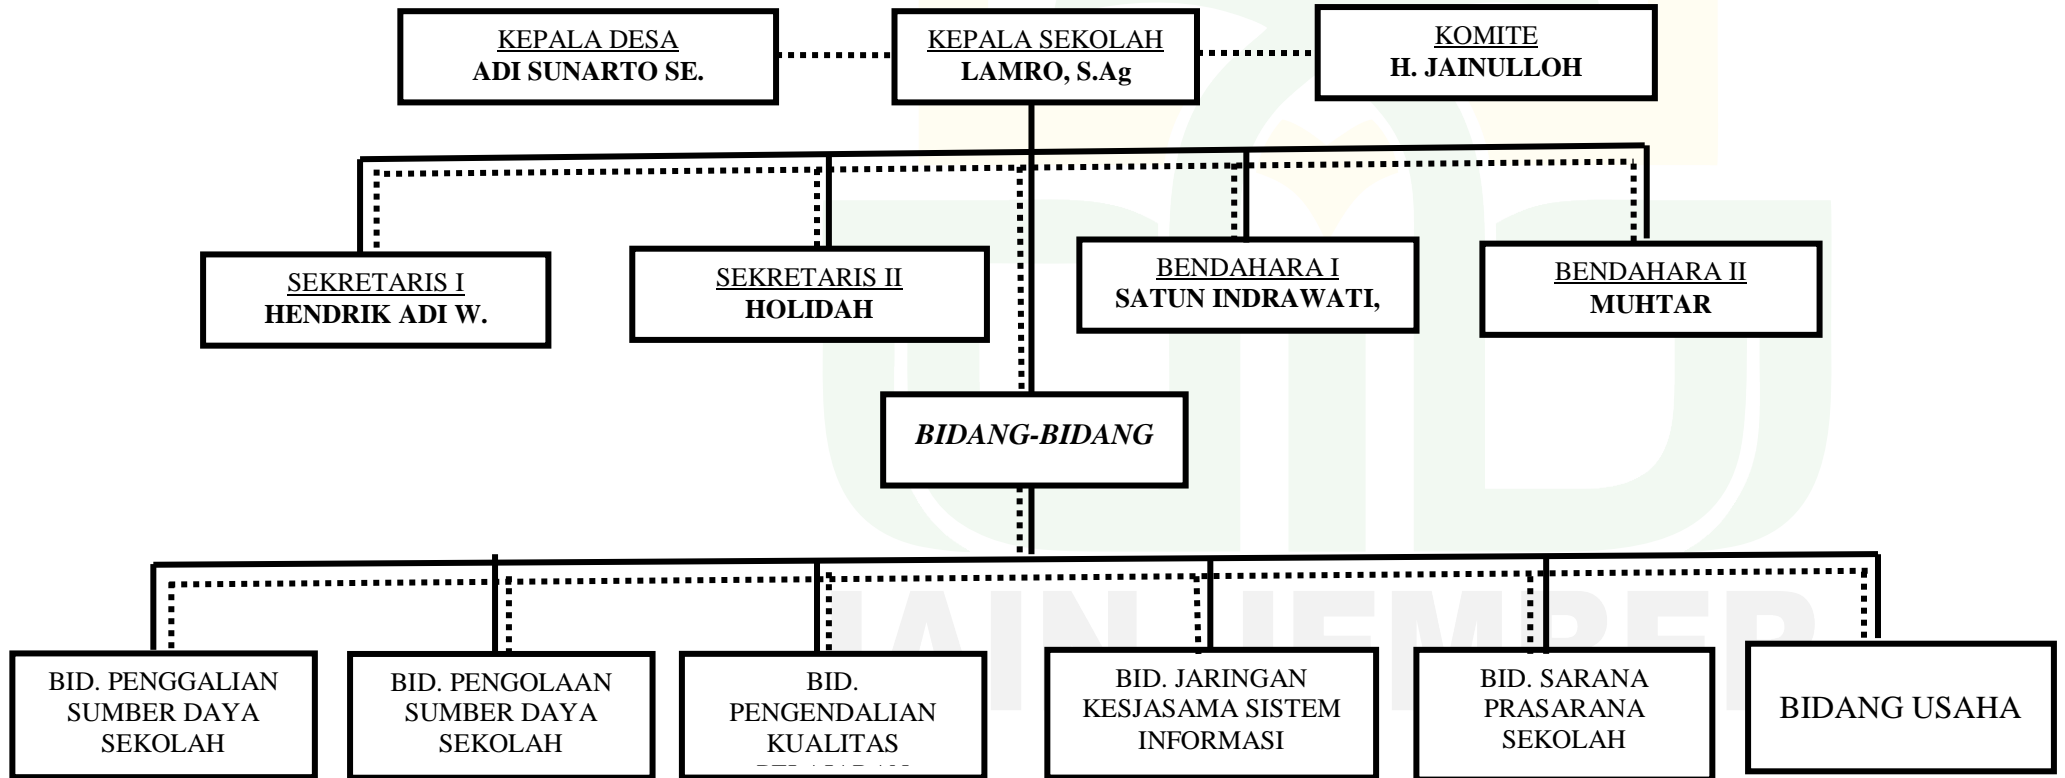 KEPALA DESA
ADI SUNARTO SE.
KEPALA SEKOLAH
LAMRO, S.Ag
KOMITE
H. JAINULLOH
SEKRETARIS I
HENDRIK ADI W.
SEKRETARIS II
HOLIDAH
BENDAHARA I
SATUN INDRAWATI,
BENDAHARA II
MUHTAR
BIDANG-BIDANG
BID. PENGGALIAN
SUMBER DAYA
SEKOLAH
BID. PENGOLAAN
SUMBER DAYA
SEKOLAH
BID.
PENGENDALIAN
KUALITAS
BID. JARINGAN
KESJASAMA SISTEM
INFORMASI
BID. SARANA
PRASARANA
SEKOLAH
BIDANG USAHA
IAIN JEMBER